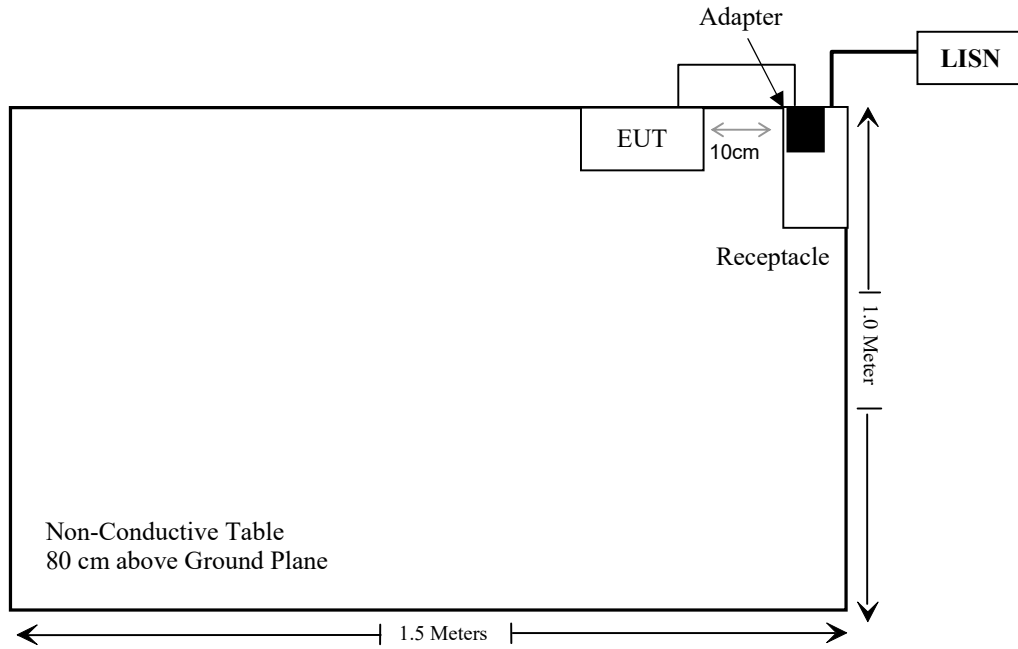 Adapter
LISN
EUT
10cm
Receptacle
1.0 Meter
Non-Conductive Table
80 cm above Ground Plane
1.5 Meters